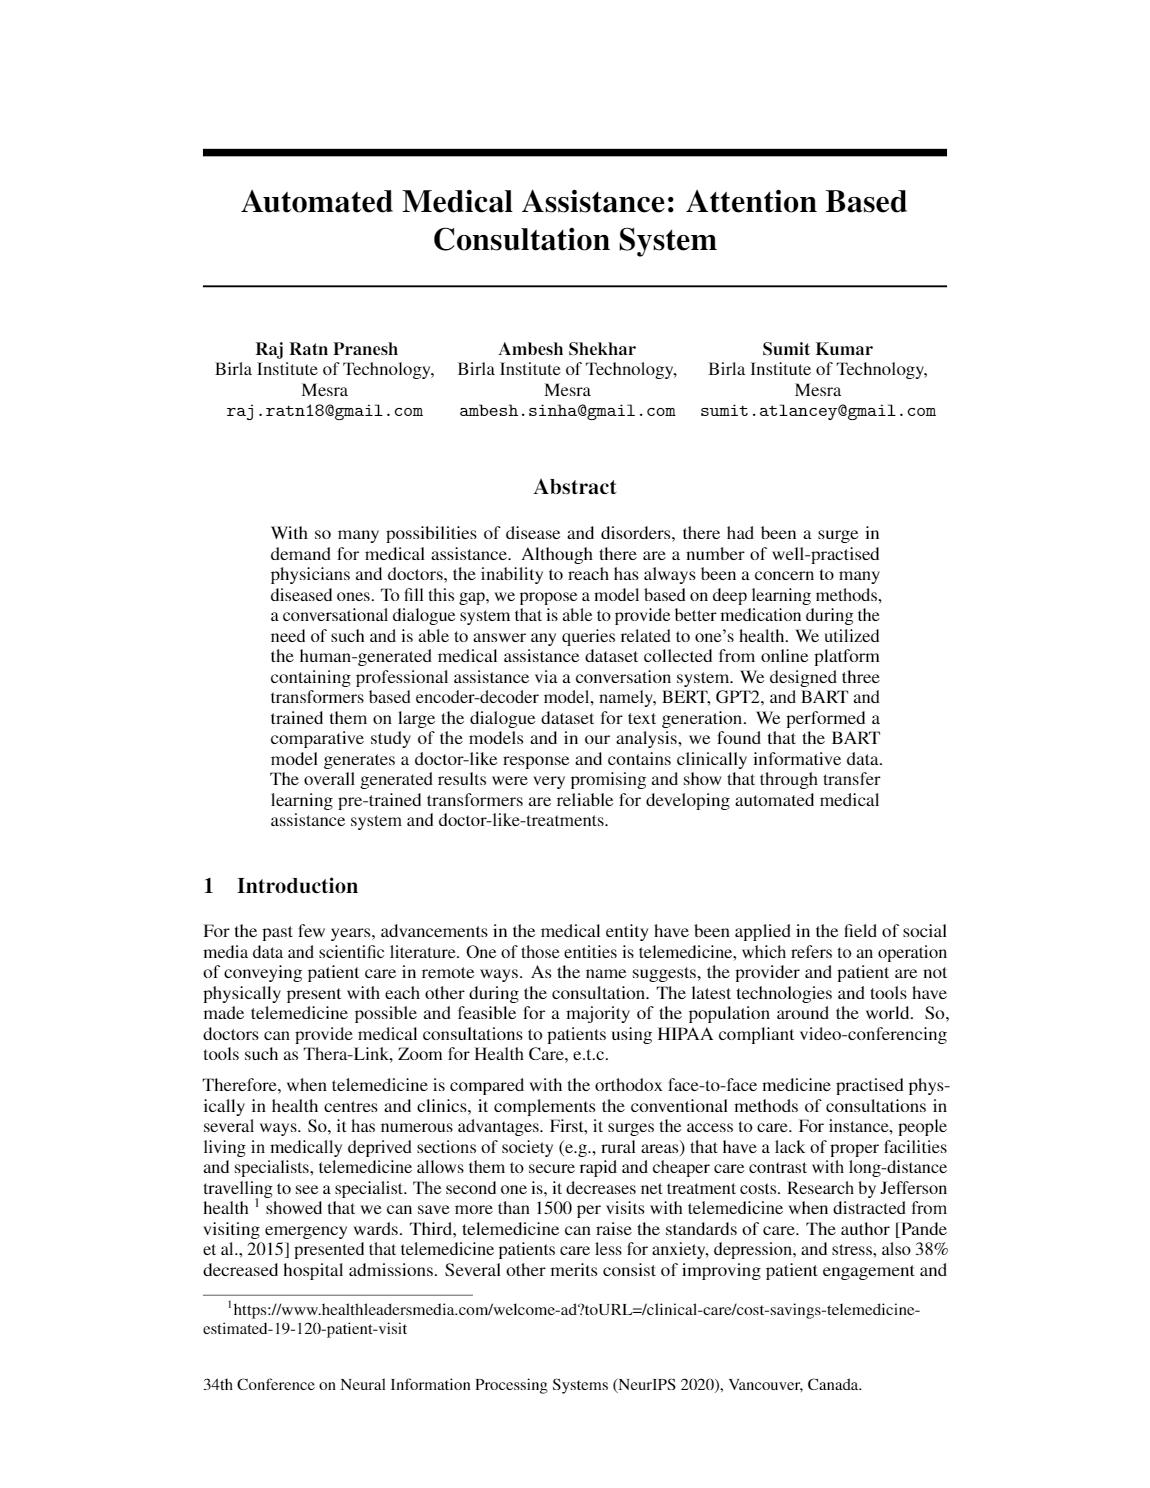 Automated Medical Assistance: Attention Based
Consultation System
Raj Ratn Pranesh
Birla Institute of Technology,
Mesra
raj.ratn18@gmail.com
Ambesh Shekhar
Birla Institute of Technology,
Mesra
ambesh.sinha@gmail.com
Sumit Kumar
Birla Institute of Technology,
Mesra
sumit.atlancey@gmail.com
Abstract
With so many possibilities of disease and disorders, there had been a surge in
demand for medical assistance. Although there are a number of well-practised
physicians and doctors, the inability to reach has always been a concern to many
diseased ones. To fill this gap, we propose a model based on deep learning methods,
a conversational dialogue system that is able to provide better medication during the
need of such and is able to answer any queries related to one's health. We utilized
the human-generated medical assistance dataset collected from online platform
containing professional assistance via a conversation system. We designed three
transformers based encoder-decoder model, namely, BERT, GPT2, and BART and
trained them on large the dialogue dataset for text generation. We performed a
comparative study of the models and in our analysis, we found that the BART
model generates a doctor-like response and contains clinically informative data.
The overall generated results were very promising and show that through transfer
learning pre-trained transformers are reliable for developing automated medical
assistance system and doctor-like-treatments.
1 Introduction
For the past few years, advancements in the medical entity have been applied in the field of social
media data and scientific literature. One of those entities is telemedicine, which refers to an operation
of conveying patient care in remote ways. As the name suggests, the provider and patient are not
physically present with each other during the consultation. The latest technologies and tools have
made telemedicine possible and feasible for a majority of the population around the world. So,
doctors can provide medical consultations to patients using HIPAA compliant video-conferencing
tools such as Thera-Link, Zoom for Health Care, e.t.c.
Therefore, when telemedicine is compared with the orthodox face-to-face medicine practised phys-
ically in health centres and clinics, it complements the conventional methods of consultations in
several ways. So, it has numerous advantages. First, it surges the access to care. For instance, people
living in medically deprived sections of society (e.g., rural areas) that have a lack of proper facilities
and specialists, telemedicine allows them to secure rapid and cheaper care contrast with long-distance
travelling to see a specialist. The second one is, it decreases net treatment costs. Research by Jefferson
health 1 showed that we can save more than 1500 per visits with telemedicine when distracted from
visiting emergency wards. Third, telemedicine can raise the standards of care. The author [Pande
et al., 2015] presented that telemedicine patients care less for anxiety, depression, and stress, also 38%
decreased hospital admissions. Several other merits consist of improving patient engagement and
1https://www.healthleadersmedia.com/welcome-ad?toURL=/clinical-care/cost-savings-telemedicine-
estimated-19-120-patient-visit
34th Conference on Neural Information Processing Systems (NeurIPS 2020), Vancouver, Canada.